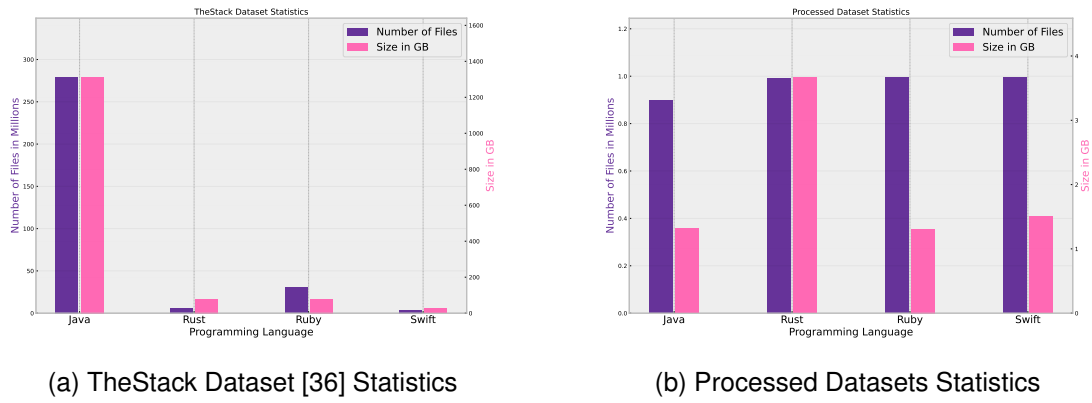 TheStack Dataset Statistics
Number of Files
Size in GB
Number of Files in Millions
350
300
250
200
150
100
50
0
1600
1400
1200
1000
800
600
400
200
0
Size in GB
Java
Rust
Ruby
Swift
Programming Language
(a) TheStack Dataset [36] Statistics
Processed Dataset Statistics
Number of Files
Size in GB
Number of Files in Millions
1.2
1.0
0.8
0.6
0.4
0.2
0.0
4
3
2
1
0
Size in GB
Java
Rust
Ruby
Swift
Programming Language
(b) Processed Datasets Statistics